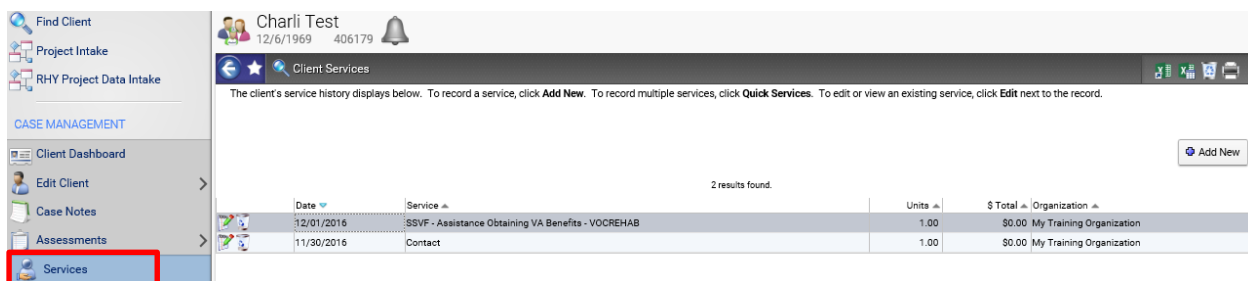 Find Client
Project Intake
RHY Project Data Intake
CASE MANAGEMENT
Client Dashboard
Edit Client
Case Notes
Assessments
Services
Charli Test
12/6/1969 406179
Client Services
The client's service history displays below. To record a service, click Add New. To record multiple services, click Quick Services. To edit or view an existing service, click Edit next to the record.
Add New
2 results found.
Date Service Units $ Total Organization
12/01/2016 SSVF - Assistance Obtaining VA Benefits - VOCREHAB 1.00 $0.00 My Training Organization
11/30/2016 Contact 1.00 $0.00 My Training Organization